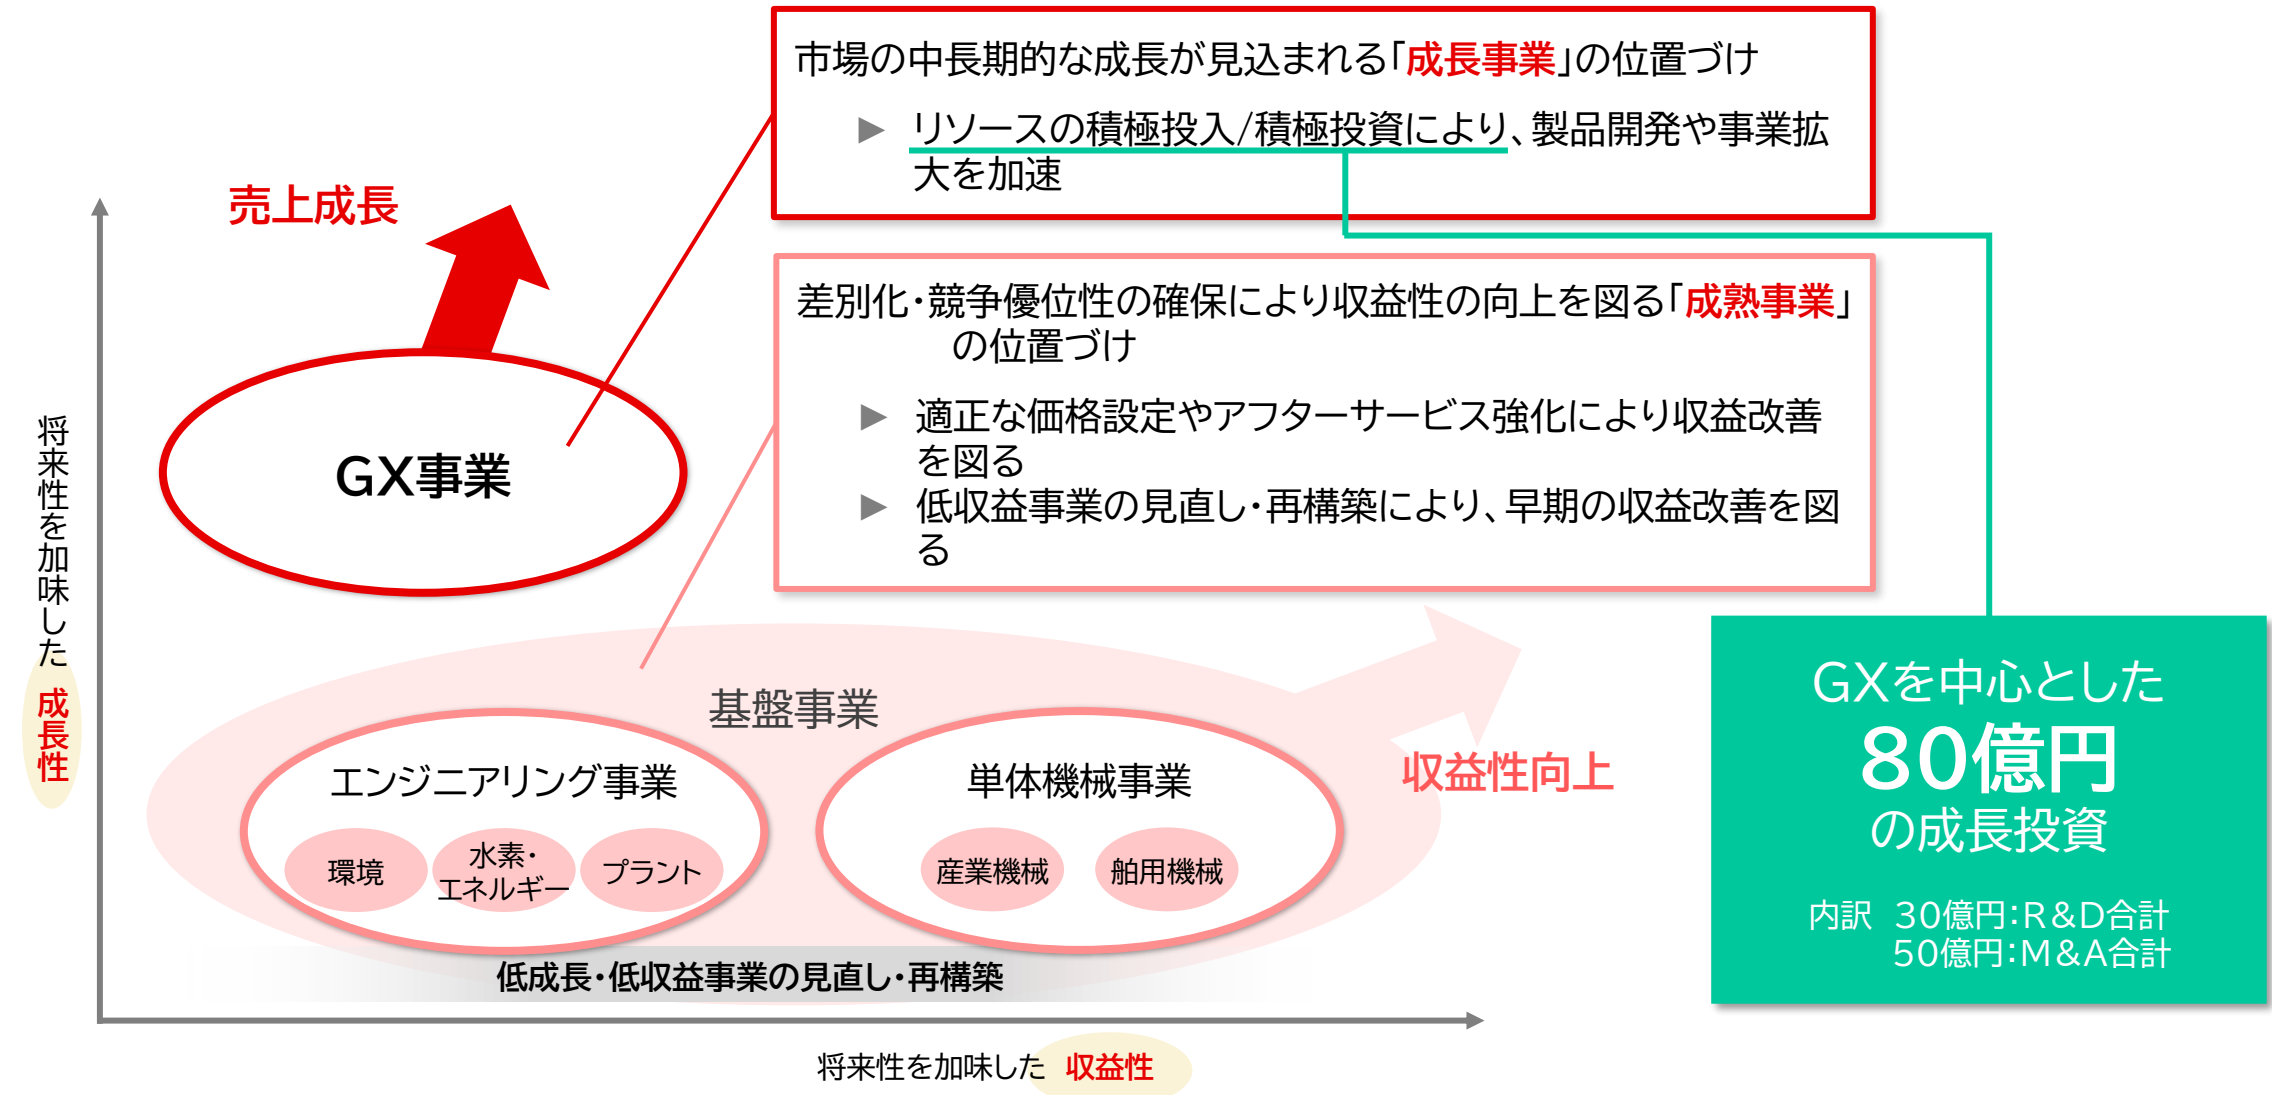 市場の中長期的な成長が見込まれる「成長事業」の位置づけ
▶ リソースの積極投入/積極投資により、製品開発や事業拡
大を加速
売上成長
差別化・競争優位性の確保により収益性の向上を図る「成熟事業」
の位置づけ
▶ 適正な価格設定やアフターサービス強化により収益改善
を図る
▶ 低収益事業の見直し・再構築により、早期の収益改善を図
る
GX事業
将来性を加味した 成長性
基盤事業
エンジニアリング事業
環境
水素・
エネルギー
プラント
単体機械事業
産業機械
舶用機械
収益性向上
低成長・低収益事業の見直し・再構築
将来性を加味した 収益性
GXを中心とした
80億円
の成長投資
内訳 30億円：R&D合計
50億円：M&A合計